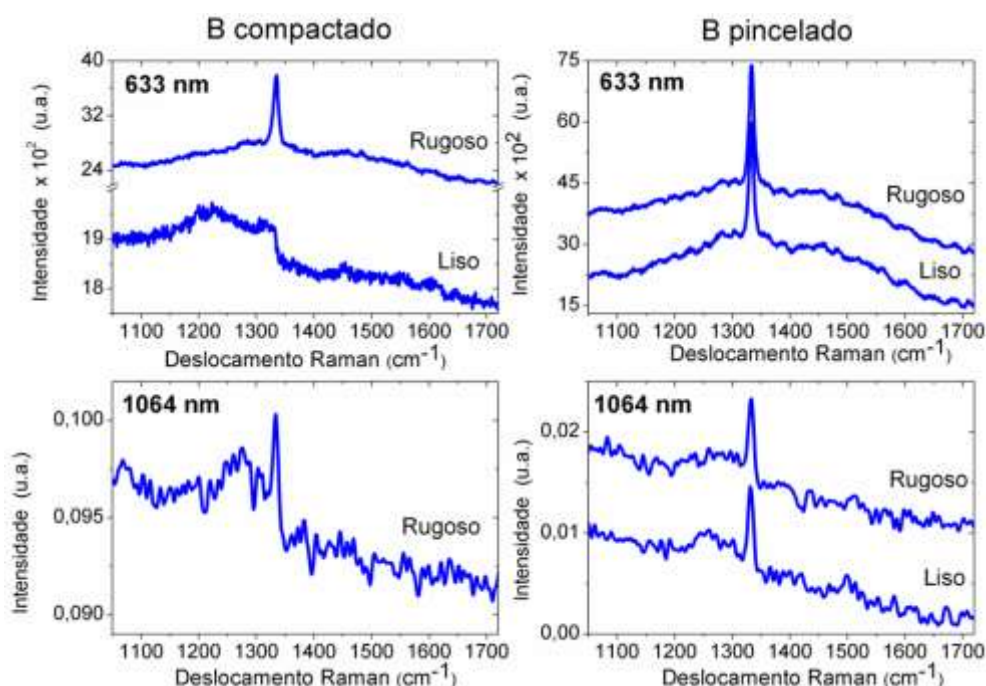 B compactado
B pincelado
Intensidade x 10² (u.a.)
40
32
24
19
18
633 nm
Rugoso
Liso
1100 1200 1300 1400 1500 1600 1700
Deslocamento Raman (cm⁻¹)
Intensidade x 10² (u.a.)
75
60
45
30
15
633 nm
Rugoso
Liso
1100 1200 1300 1400 1500 1600 1700
Deslocamento Raman (cm⁻¹)
Intensidade (u.a.)
0,100
0,095
0,090
1064 nm
Rugoso
1100 1200 1300 1400 1500 1600 1700
Deslocamento Raman (cm⁻¹)
Intensidade (u.a.)
0,02
0,01
0,00
1064 nm
Rugoso
Liso
1100 1200 1300 1400 1500 1600 1700
Deslocamento Raman (cm⁻¹)